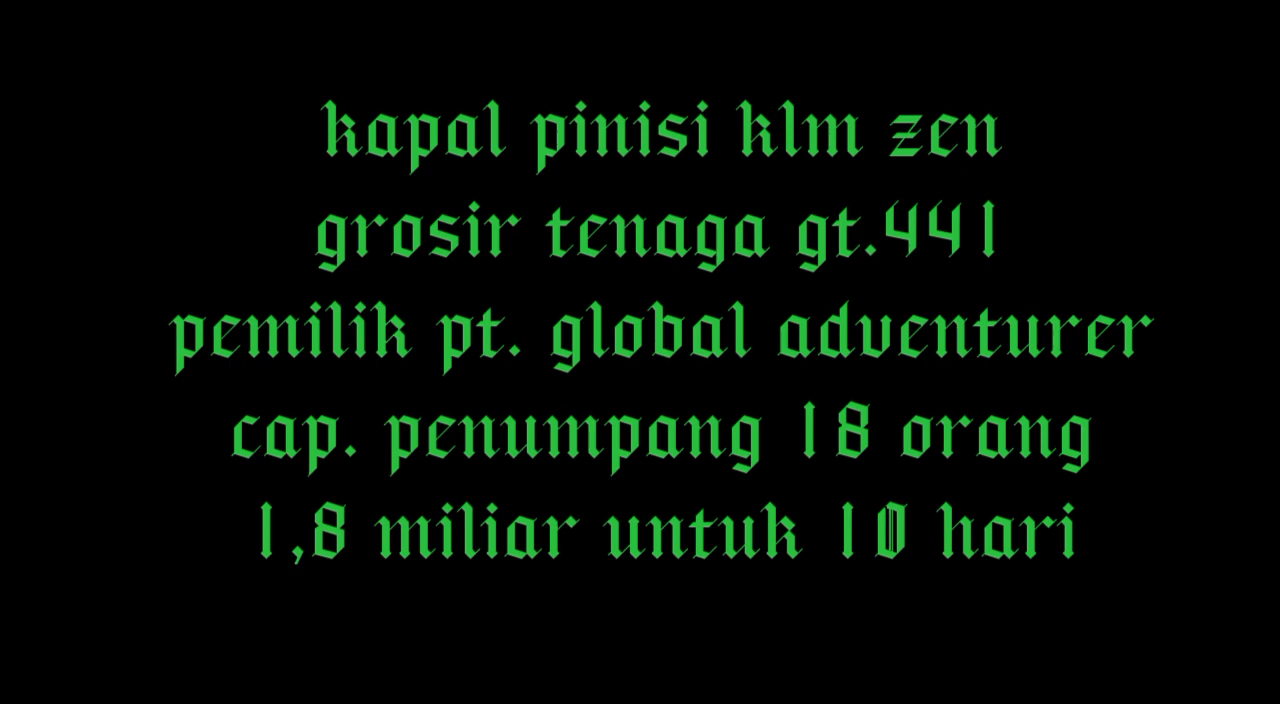 kapal pinisi klm zen
grosir tenaga gt.441
pemilik pt. global adventurer
cap. penumpang 18 orang
1,8 miliar untuk 10 hari